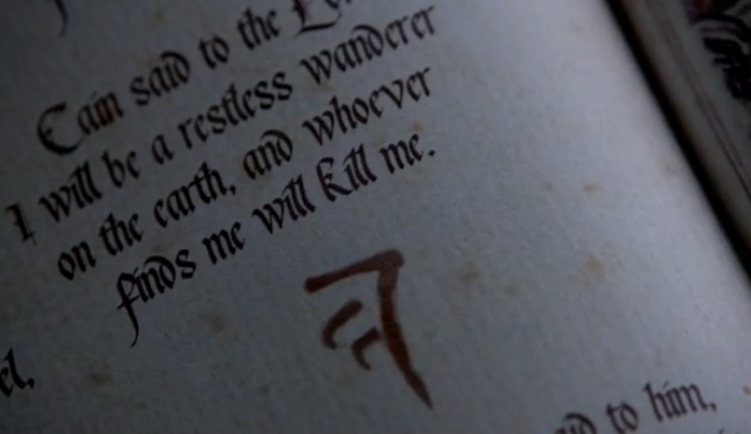 Cain said to the
I will be a restless wanderer
on the earth, and whoever
finds me will kill me.
to him,